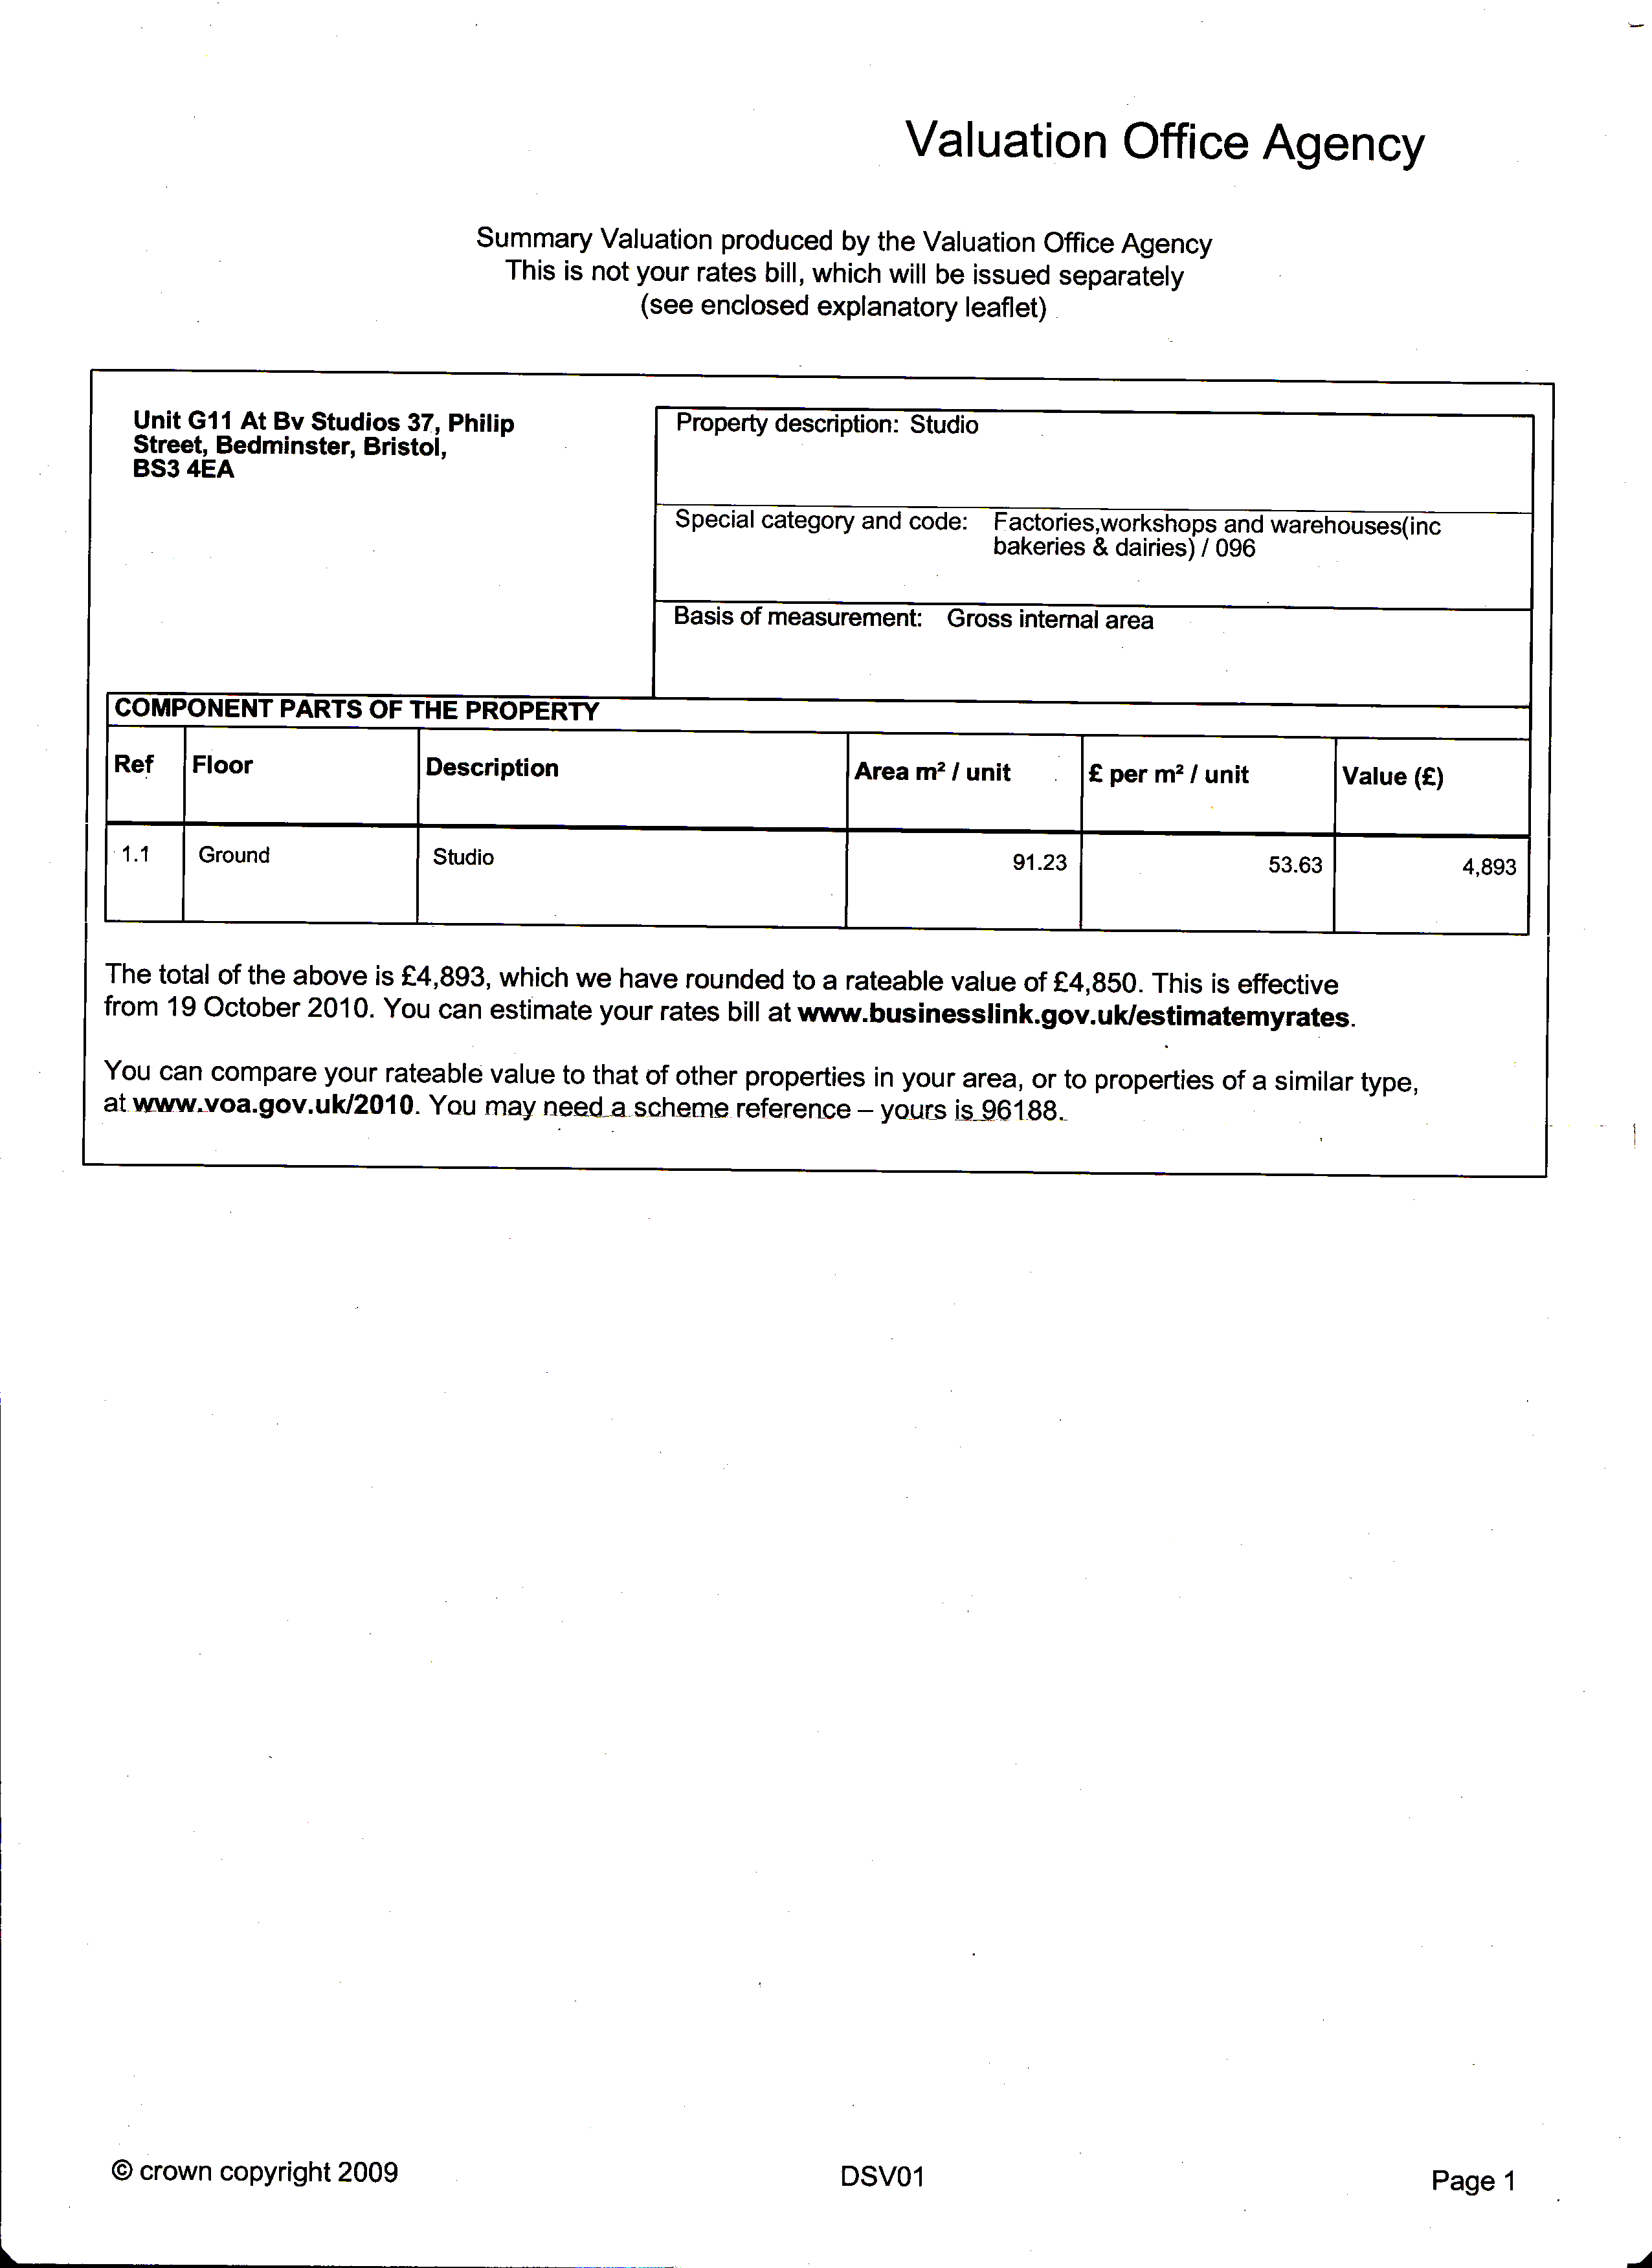 Valuation Office Agency
Summary Valuation produced by the Valuation Office Agency
This is not your rates bill, which will be issued separately
(see enclosed explanatory leaflet)
Unit G11 At Bv Studios 37, Philip
Street, Bedminster, Bristol,
BS3 4EA
Property description: Studio
Special category and code: Factories,workshops and warehouses(inc
bakeries & dairies) / 096
Basis of measurement: Gross internal area
COMPONENT PARTS OF THE PROPERTY
Ref Floor Description Area m² / unit £ per m² / unit Value (£)
1.1 Ground Studio 91.23 53.63 4,893
The total of the above is £4,893, which we have rounded to a rateable value of £4,850. This is effective
from 19 October 2010. You can estimate your rates bill at www.businesslink.gov.uk/estimatemyrates.
You can compare your rateable value to that of other properties in your area, or to properties of a similar type,
at www.voa.gov.uk/2010. You may need a scheme reference – yours is 96188.
© crown copyright 2009 DSV01 Page 1